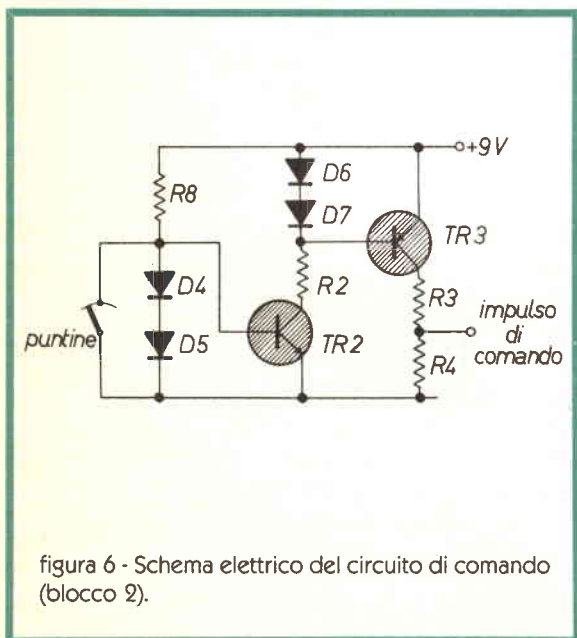 +9V
D6
R8
D7
TR3
D4
R2
R3
impulso
di
comando
puntine
D5
TR2
R4
figura 6 - Schema elettrico del circuito di comando
(blocco 2).